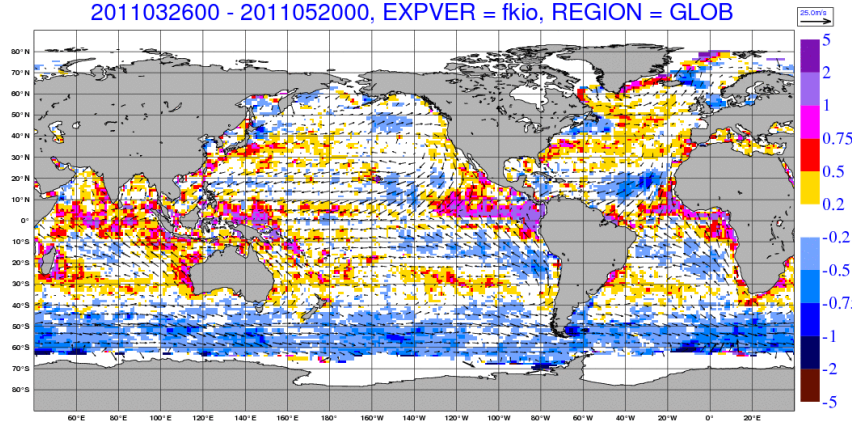 2011032600 - 2011052000, EXPVER = fkio, REGION = GLOB
25.0m/s
80°N
70°N
60°N
50°N
40°N
30°N
20°N
10°N
0°
10°S
20°S
30°S
40°S
50°S
60°S
70°S
80°S
60°E 80°E 100°E 120°E 140°E 160°E 180° 160°W 140°W 120°W 100°W 80°W 60°W 40°W 20°W 0° 20°E
5
2
1
0.75
0.5
0.2
-0.2
-0.5
-0.7
-1
-2
-5